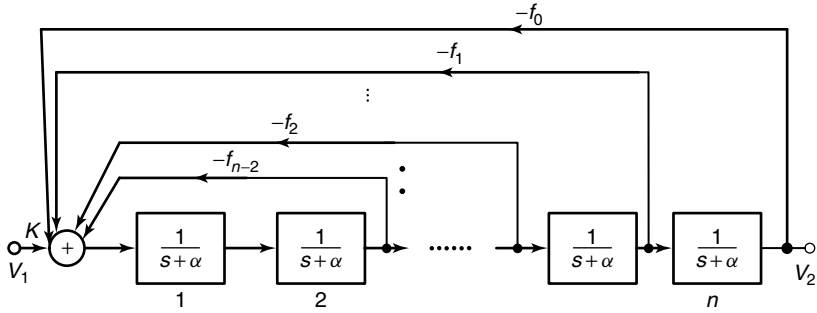 −f₀
−f₁
⋮
−f₂
−fₙ₋₂
K
+
1/(s+α)
1/(s+α)
......
1/(s+α)
1/(s+α)
V₁
V₂
1
2
n